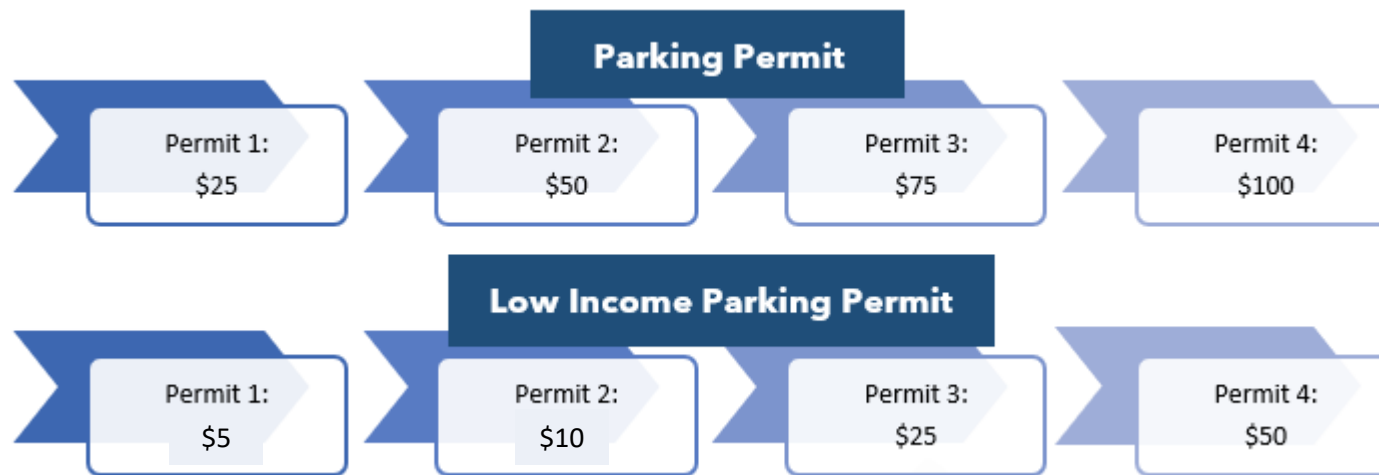 Parking Permit
Permit 1:
$25
Permit 2:
$50
Permit 3:
$75
Permit 4:
$100
Low Income Parking Permit
Permit 1:
$5
Permit 2:
$10
Permit 3:
$25
Permit 4:
$50